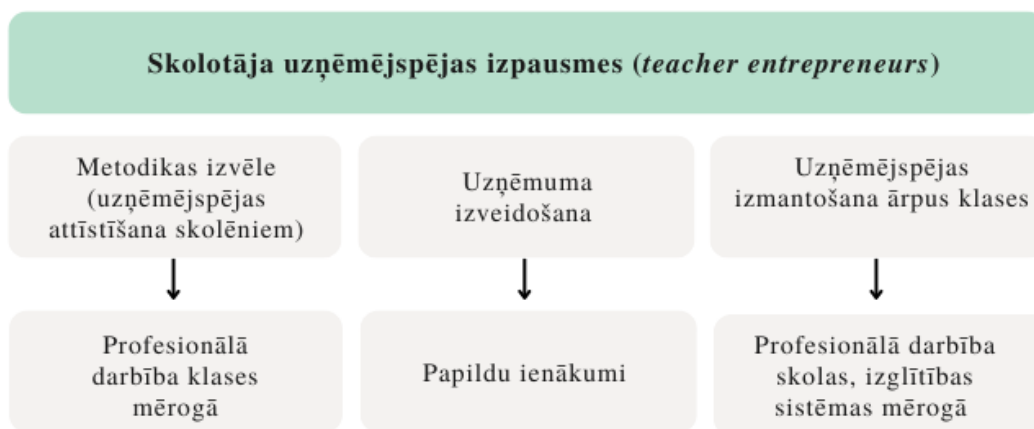 Skolotāja uzņēmējspējas izpausmes (teacher entrepreneurs)
Metodikas izvēle
(uzņēmējspējas
attīstīšana skolēniem)
Uzņēmuma
izveidošana
Uzņēmējspējas
izmantošana ārpus klases
Profesionālā
darbība klases
mērogā
Papildu ienākumi
Profesionālā darbība
skolas, izglītības
sistēmas mērogā